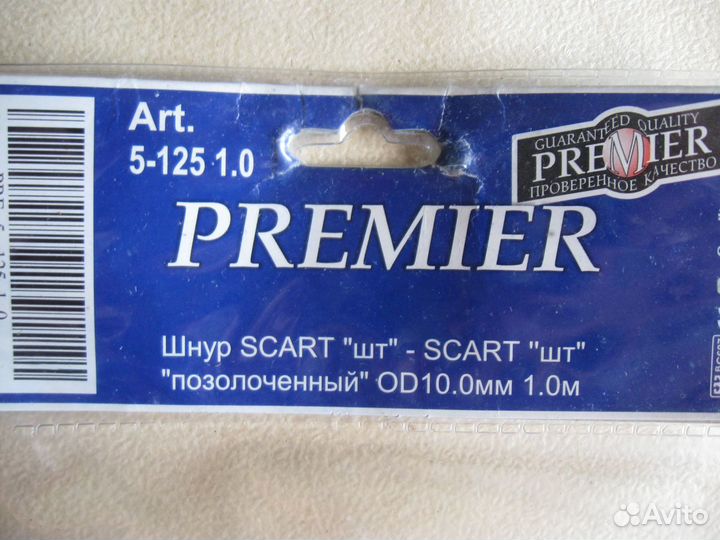 Art.
5-125 1.0
GUARANTEED QUALITY
PREMIER
ПРОВЕРЕННОЕ КАЧЕСТВО
PREMIER
Шнур SCART "шт" - SCART "шт"
"позолоченный" OD10.0мм 1.0м
Avito